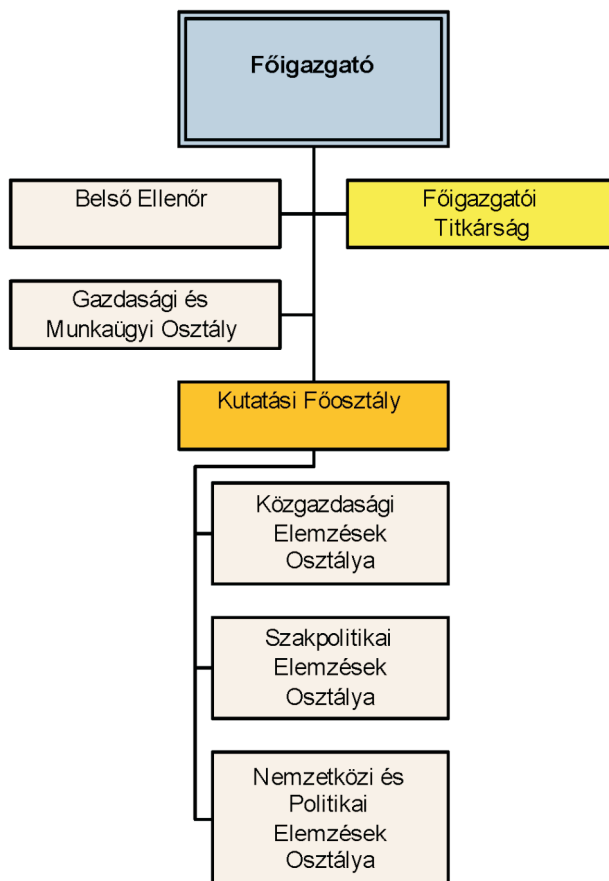 Főigazgató
Belső Ellenőr
Főigazgatói
Titkárság
Gazdasági és
Munkaügyi Osztály
Kutatási Főosztály
Közgazdasági
Elemzések
Osztálya
Szakpolitikai
Elemzések
Osztálya
Nemzetközi és
Politikai
Elemzések
Osztálya